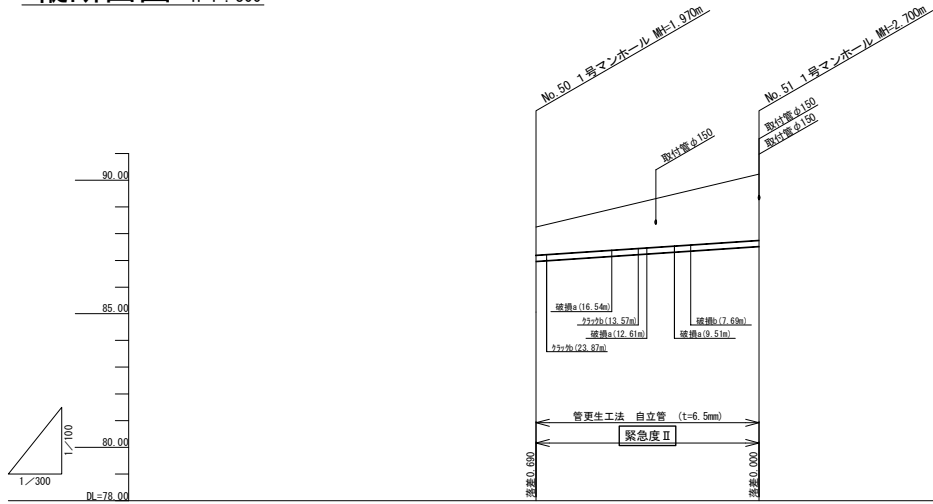 No.50 1号マンホール MH=1.970m
No.51 1号マンホール MH=2.700m
取付管φ150
取付管φ150
取付管φ150
90.00
85.00
80.00
DL=78.00
1/100
1/300
破損a(16.54m)
クラックb(13.57m)
破損a(12.61m)
クラックb(23.87m)
破損b(7.69m)
破損a(9.51m)
管更生工法 自立管 (t=6.5mm)
緊急度Ⅱ
落差0.690
落差0.000